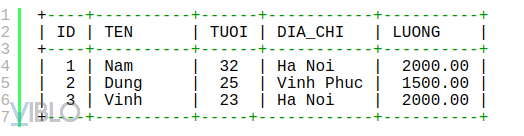 1 +----+----------+------+-----------+----------+
2 | ID | TEN      | TUOI | DIA_CHI   | LUONG    |
3 +----+----------+------+-----------+----------+
4 |  1 | Nam      |  32  | Ha Noi    |  2000.00 |
5 |  2 | Dung     |  25  | Vinh Phuc |  1500.00 |
6 |  3 | Vinh     |  23  | Ha Noi    |  2000.00 |
7 +----+----------+-----+------------+----------+
VIBLO